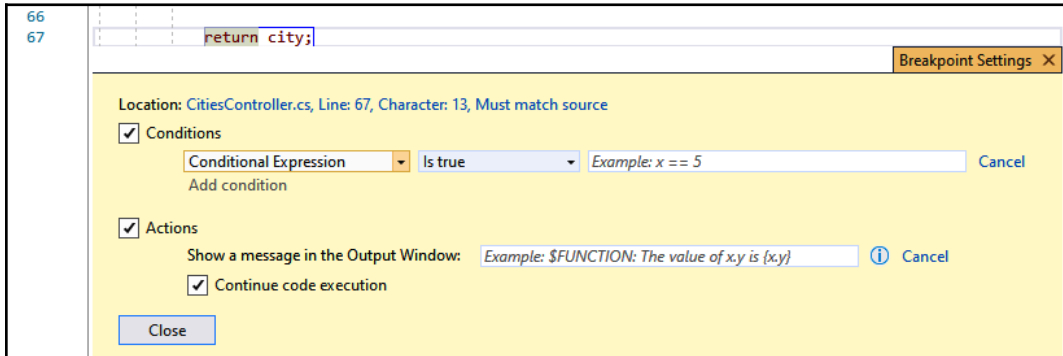 66
67 return city;
Breakpoint Settings
Location: CitiesController.cs, Line: 67, Character: 13, Must match source
Conditions
Conditional Expression Is true Example: x == 5 Cancel
Add condition
Actions
Show a message in the Output Window: Example: $FUNCTION: The value of x.y is {x.y} Cancel
Continue code execution
Close